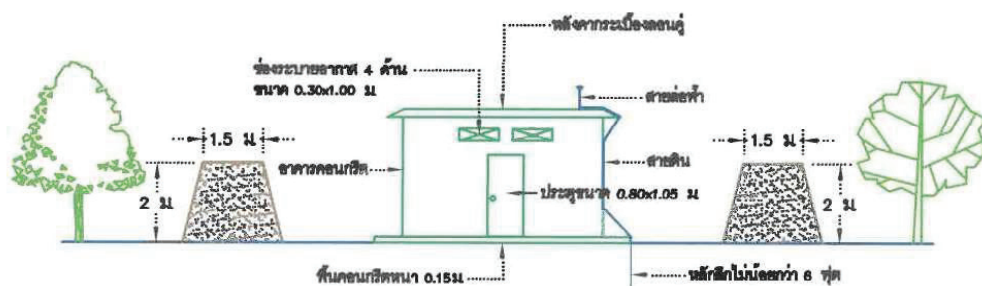 หลังคากระเบื้องลอนคู่
ช่องระบายอากาศ 4 ด้าน
ขนาด 0.30x1.00 ม
สายล่อฟ้า
1.5 ม
1.5 ม
อาคารคอนกรีต
สายดิน
ประตูขนาด 0.80x1.05 ม
2 ม
2 ม
พื้นคอนกรีตหนา 0.15ม.
หลักลึกไม่น้อยกว่า 6 ฟุต